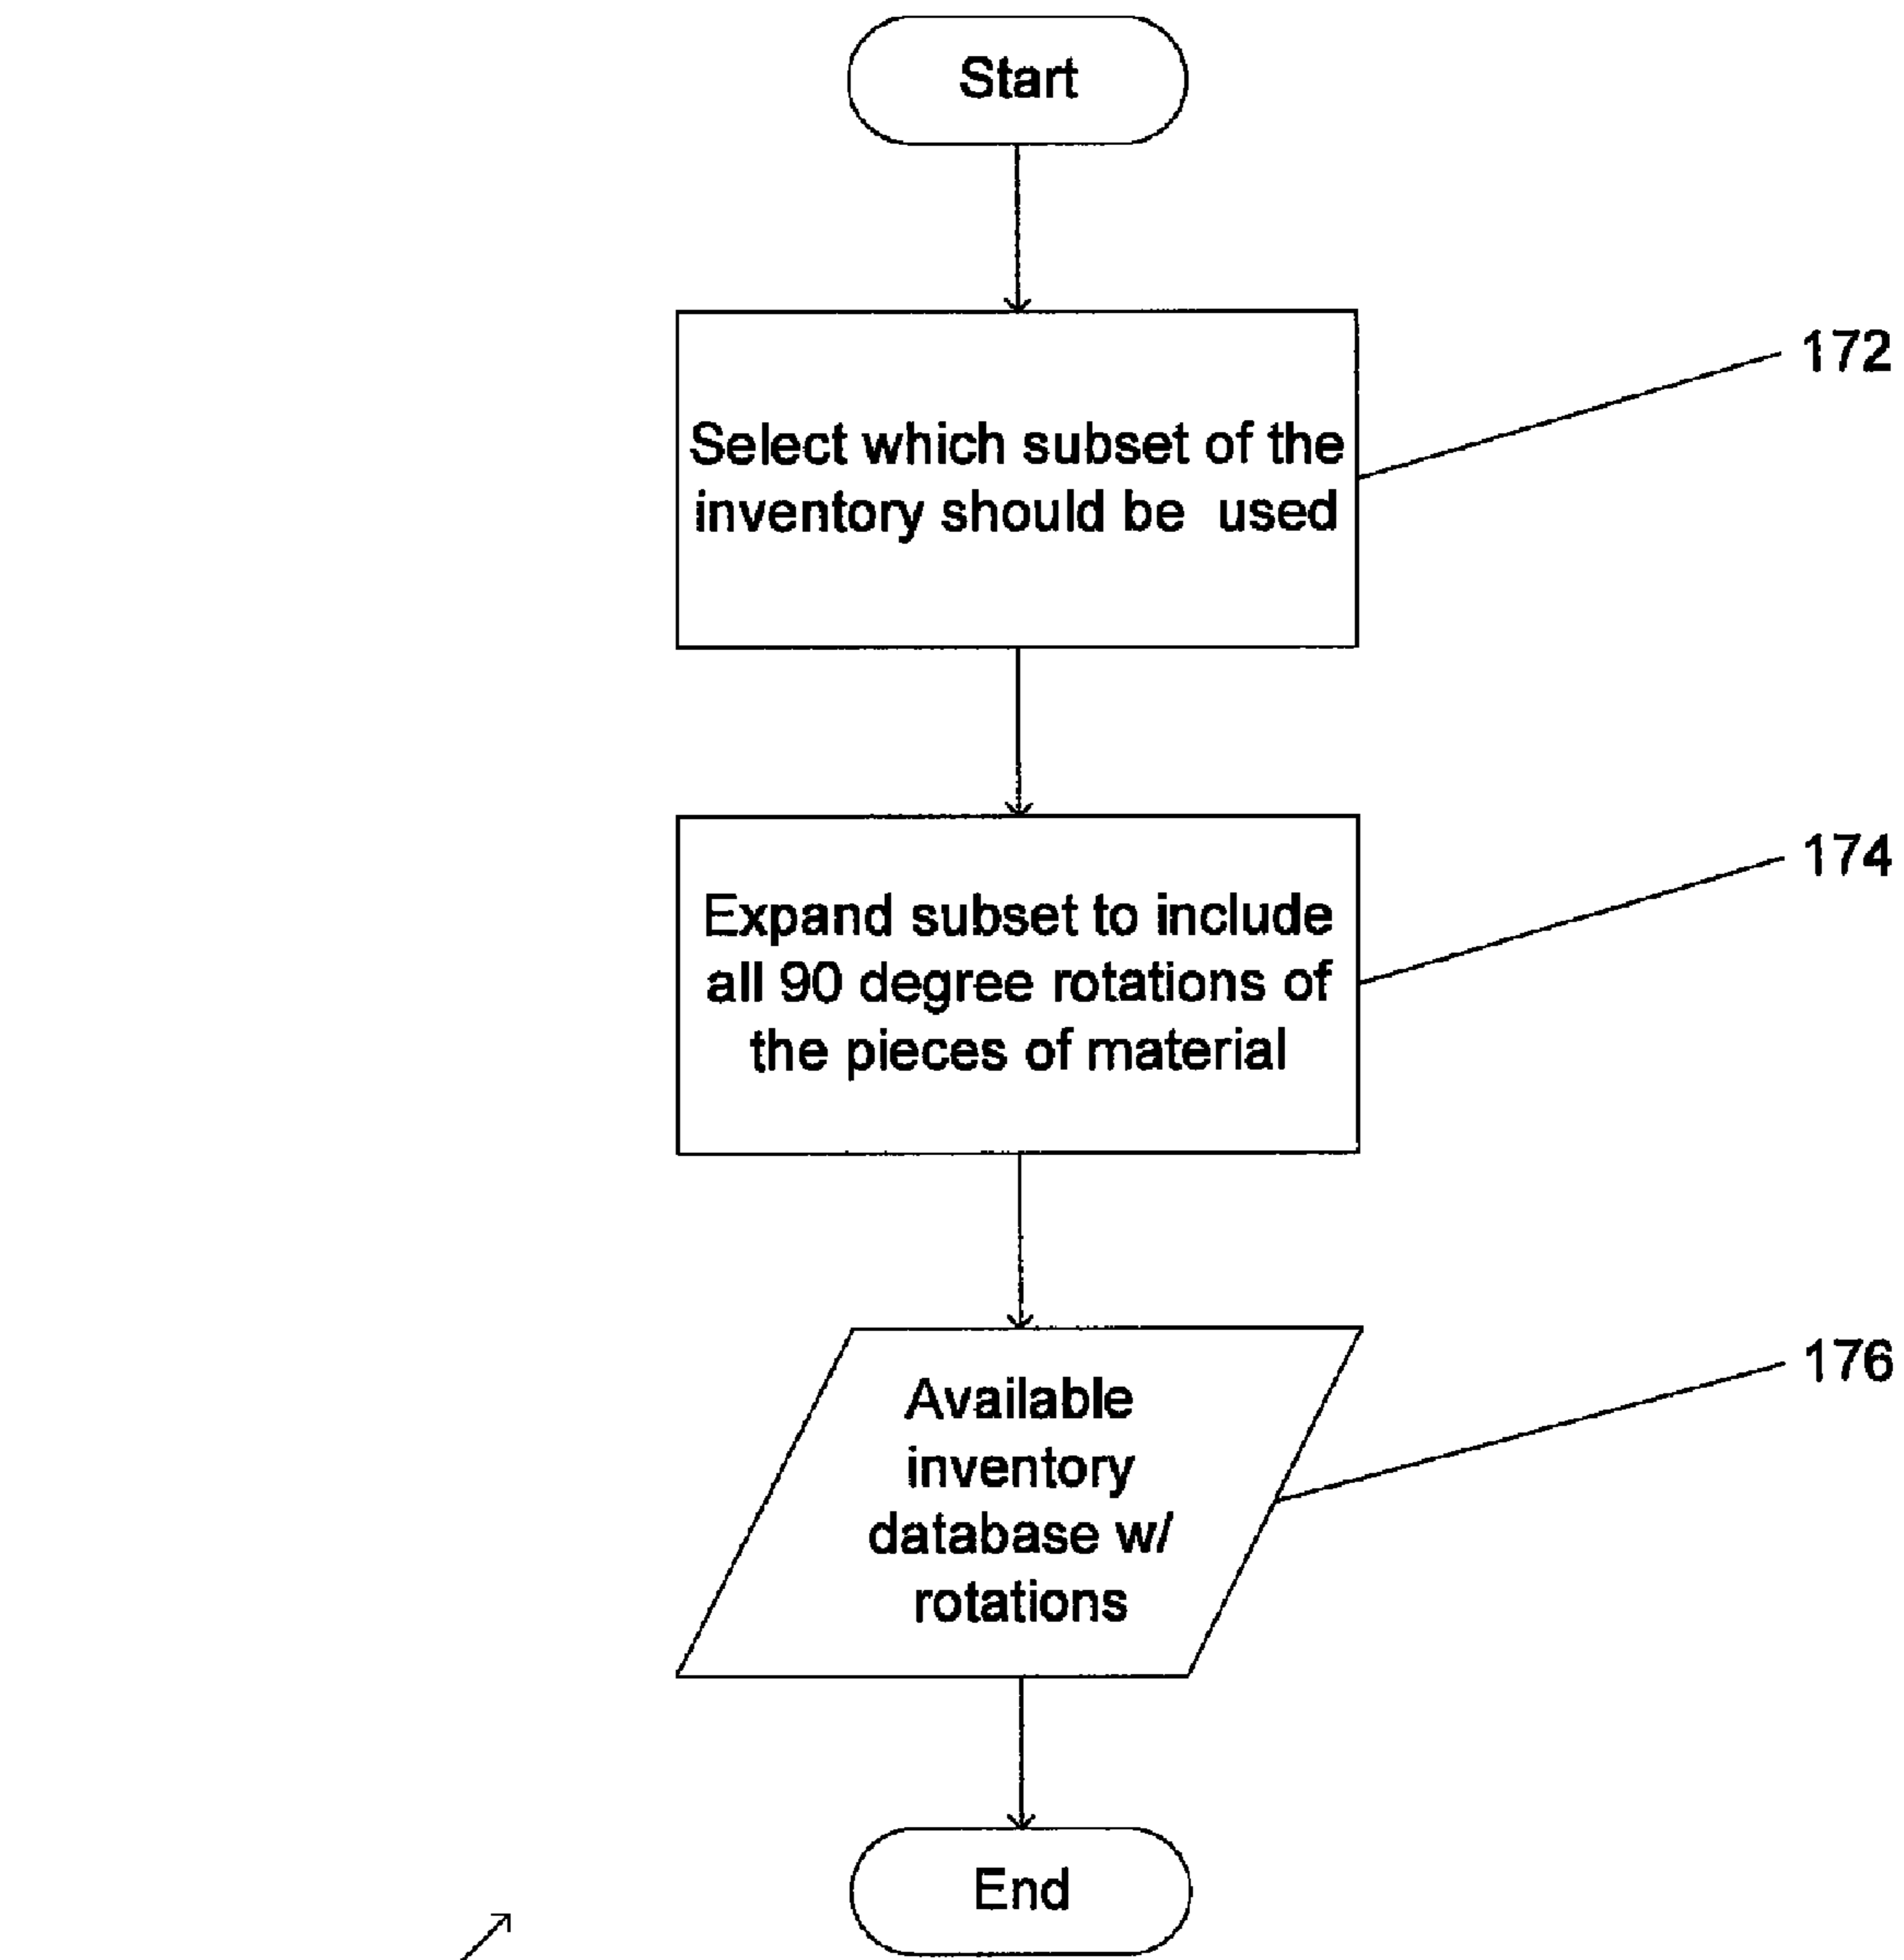 Start
172
Select which subset of the
inventory should be used
174
Expand subset to include
all 90 degree rotations of
the pieces of material
176
Available
inventory
database w/
rotations
End